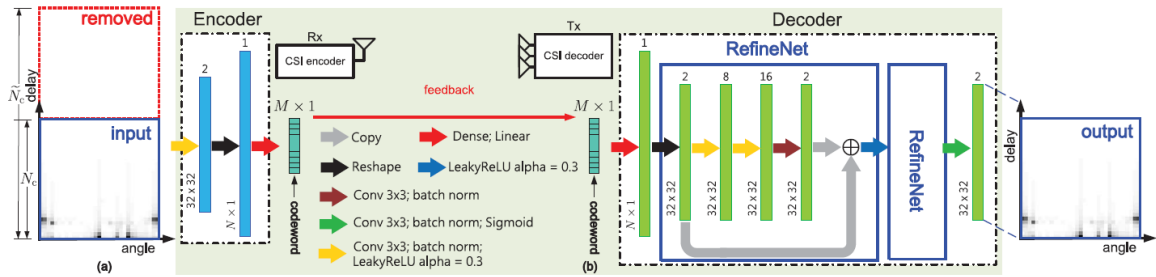 removed
delay
Ñc
Nc
input
angle
(a)
Encoder
2
32 x 32
1
N × 1
Rx
CSI encoder
M × 1
codeword
feedback
Copy
Reshape
Conv 3x3; batch norm
Conv 3x3; batch norm; Sigmoid
Conv 3x3; batch norm;
LeakyReLU alpha = 0.3
Dense; Linear
LeakyReLU alpha = 0.3
Tx
CSI decoder
M × 1
codeword
(b)
Decoder
1
N × 1
RefineNet
2
32 x 32
8
32 x 32
16
32 x 32
2
32 x 32
RefineNet
2
32 x 32
delay
output
angle